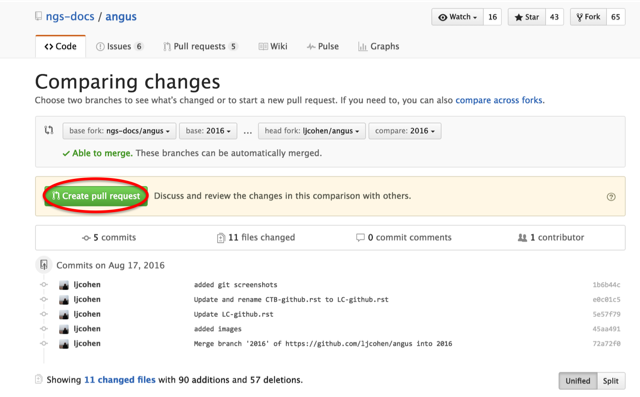 ngs-docs / angus
Watch 16 Star 43 Fork 65
Code Issues 6 Pull requests 5 Wiki Pulse Graphs
Comparing changes
Choose two branches to see what's changed or to start a new pull request. If you need to, you can also compare across forks.
base fork: ngs-docs/angus base: 2016 ... head fork: ljcohen/angus compare: 2016
Able to merge. These branches can be automatically merged.
Create pull request Discuss and review the changes in this comparison with others.
5 commits 11 files changed 0 commit comments 1 contributor
Commits on Aug 17, 2016
ljcohen added git screenshots 1b6b44c
ljcohen Update and rename CTB-github.rst to LC-github.rst e0c01c5
ljcohen Update LC-github.rst 5e57f79
ljcohen added images 45aa491
ljcohen Merge branch '2016' of https://github.com/ljcohen/angus into 2016 72a72f0
Showing 11 changed files with 90 additions and 57 deletions. Unified Split